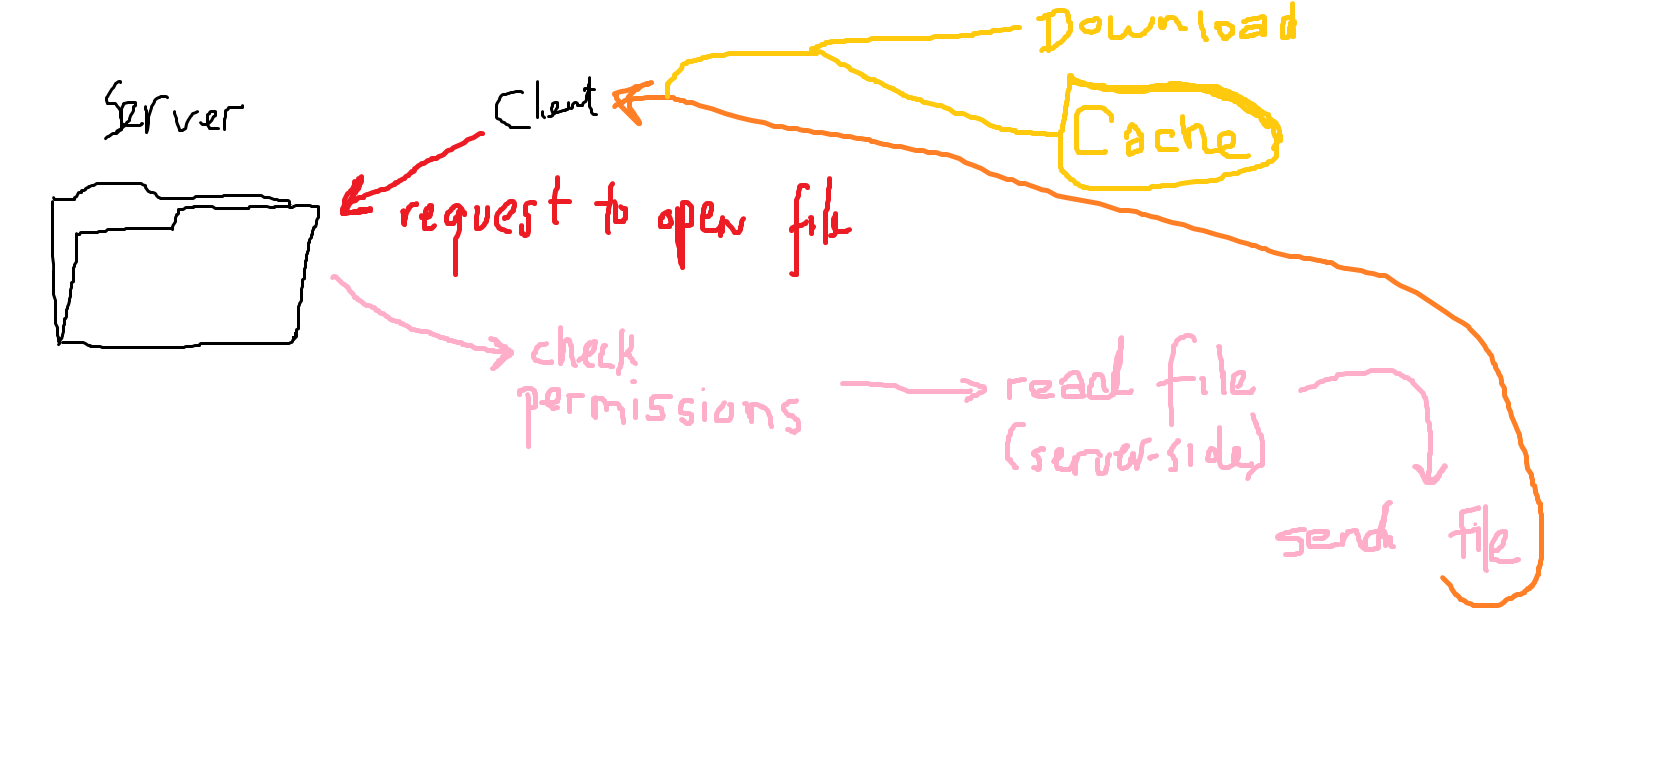 Download
Server
Client
Cache
request to open file
check
permissions
read file
(server-side)
send file